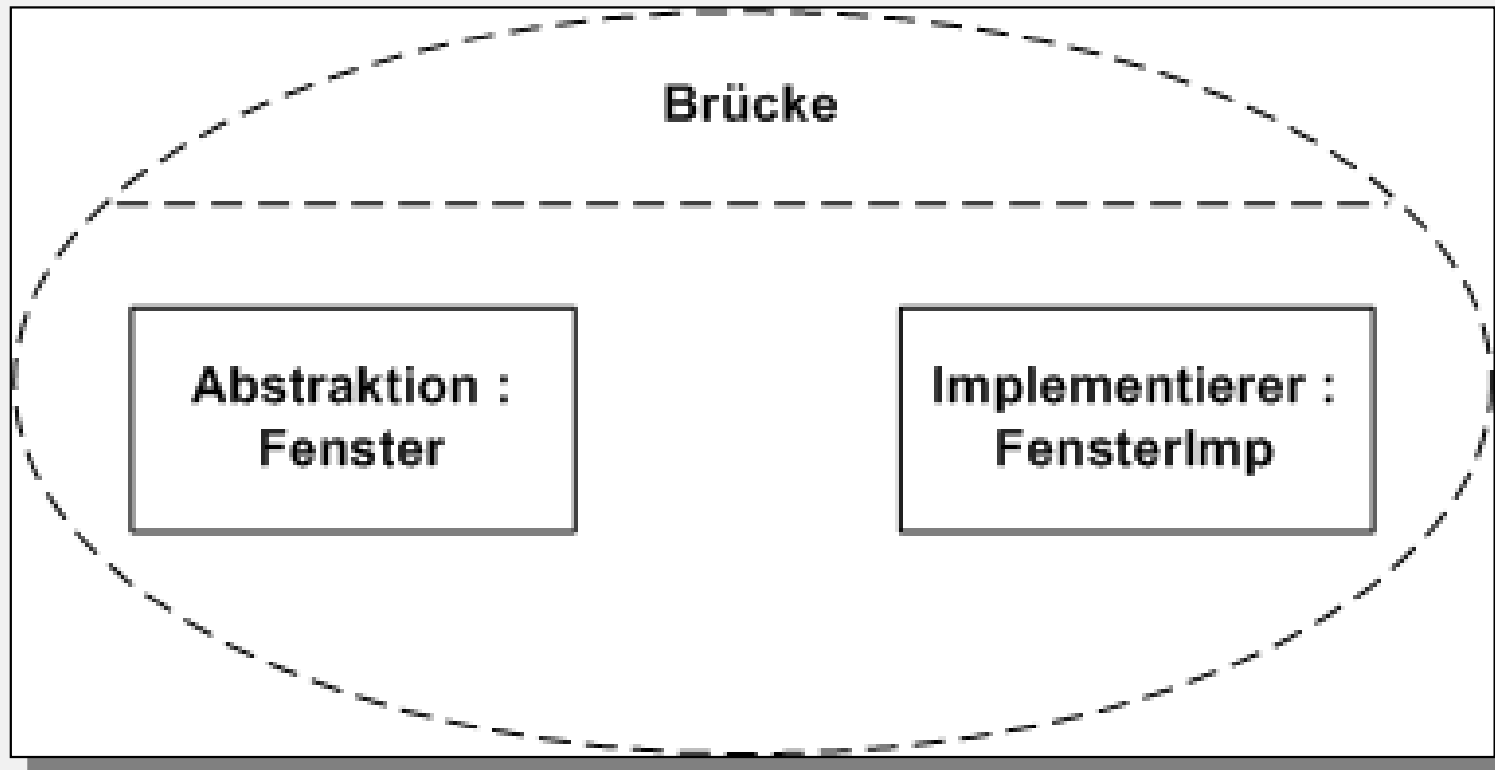 Brücke
Abstraktion :
Fenster
Implementierer :
FensterImp